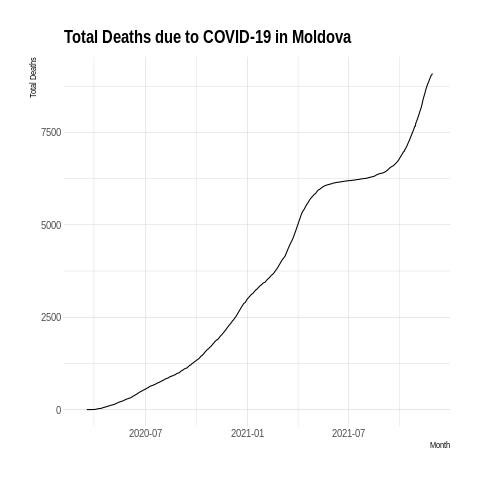 Total Deaths due to COVID-19 in Moldova
Total Deaths
7500
5000
2500
0
2020-07
2021-01
2021-07
Month